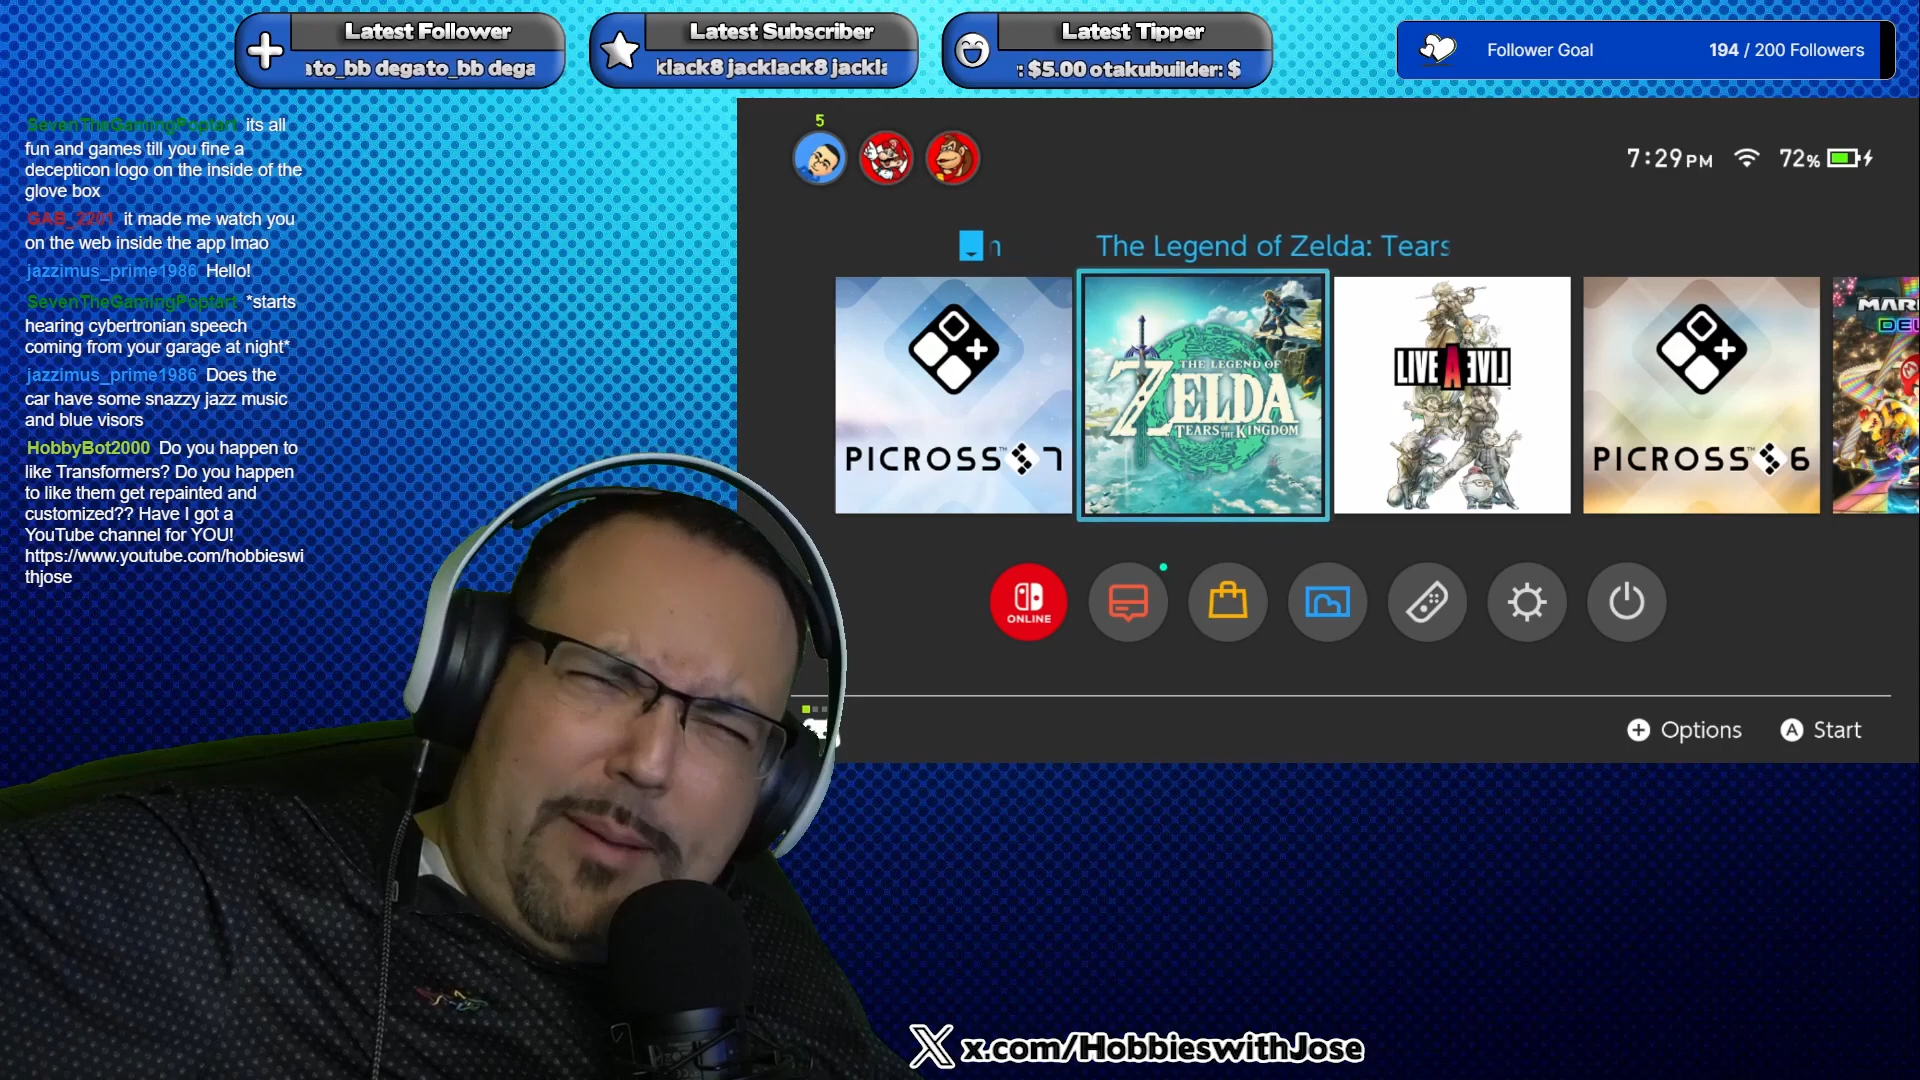 Latest Follower
ato_bb degato_bb dega
Latest Subscriber
klack8 jacklack8 jackla
Latest Tipper
: $5.00 otakubuilder: $
Follower Goal 194 / 200 Followers
SevenTheGamingPoptart its all
fun and games till you fine a
decepticon logo on the inside of the
glove box
GAB_2201 it made me watch you
on the web inside the app lmao
jazzimus_prime1986 Hello!
SevenTheGamingPoptart *starts
hearing cybertronian speech
coming from your garage at night*
jazzimus_prime1986 Does the
car have some snazzy jazz music
and blue visors
HobbyBot2000 Do you happen to
like Transformers? Do you happen
to like them get repainted and
customized?? Have I got a
YouTube channel for YOU!
https://www.youtube.com/hobbieswi
thjose
5
7:29 PM 72%
n The Legend of Zelda: Tears
PICROSS S 7
THE LEGEND OF
ZELDA
TEARS OF THE KINGDOM
LIVE A LIVE
PICROSS S 6
MARI
DEL
ONLINE
Options Start
x.com/HobbieswithJose